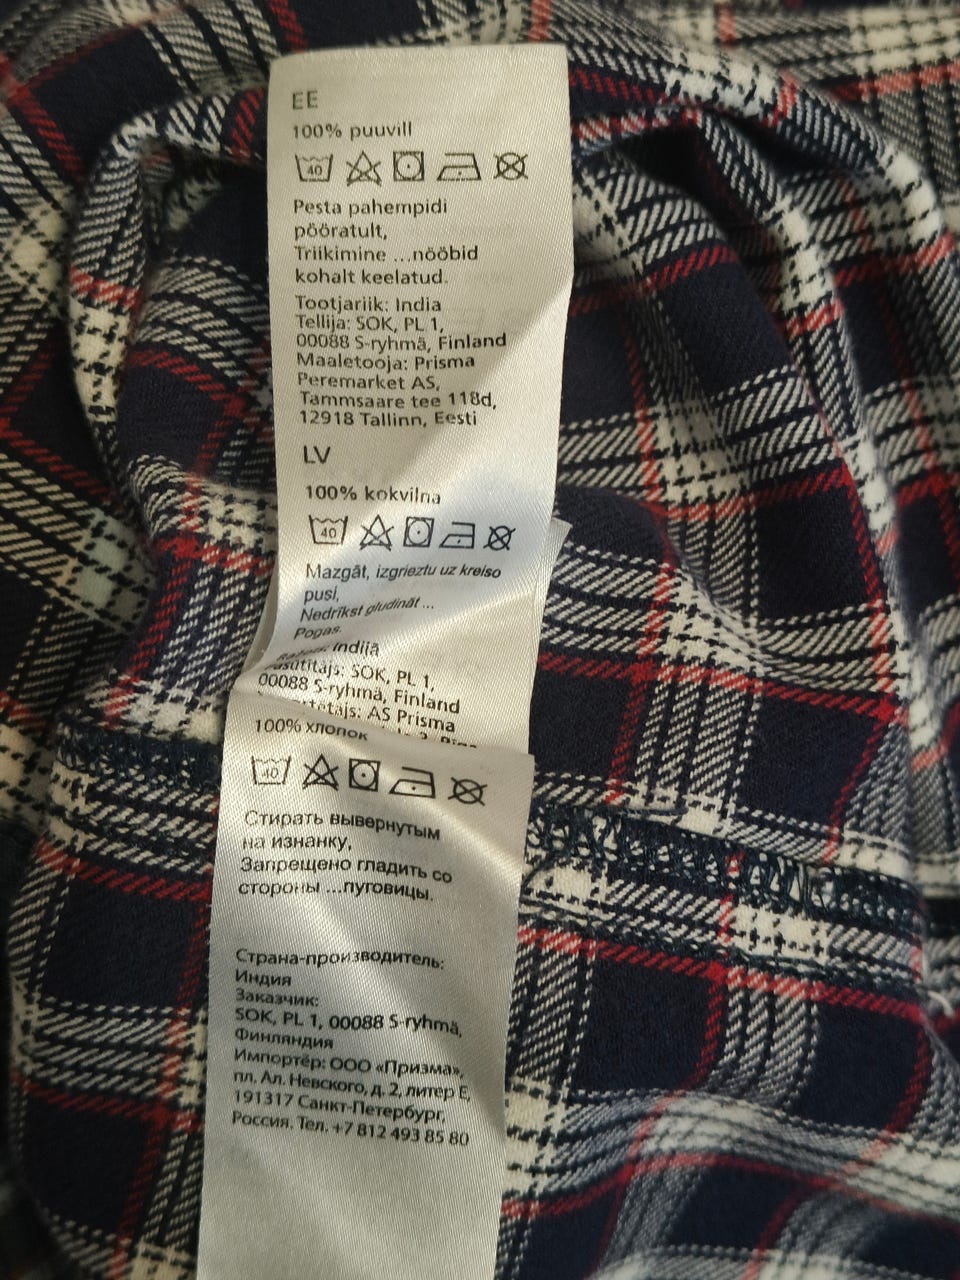 EE
100% puuvill
40
Pesta pahempidi
pööratult,
Triikimine ...nööbid
kohalt keelatud.
Tootjariik: India
Tellija: SOK, PL 1,
00088 S-ryhmä, Finland
Maaletooja: Prisma
Peremarket AS,
Tammsaare tee 118d,
12918 Tallinn, Eesti
LV
100% kokvilna
40
Mazgāt, izgrieztu uz kreiso
pusi,
Nedrīkst gludināt ...
Pogas.
Indijā
SOK, PL 1,
00088 S-ryhmä, Finland
AS Prisma
100% хлопок
40
Стирать вывернутым
на изнанку,
Запрещено гладить со
стороны ...пуговицы.
Страна-производитель:
Индия
Заказчик:
SOK, PL 1, 00088 S-ryhmä,
Финляндия
Импортёр: ООО «Призма»,
пл. Ал. Невского, д. 2, литер Е,
191317 Санкт-Петербург,
Россия. Тел. +7 812 493 85 80